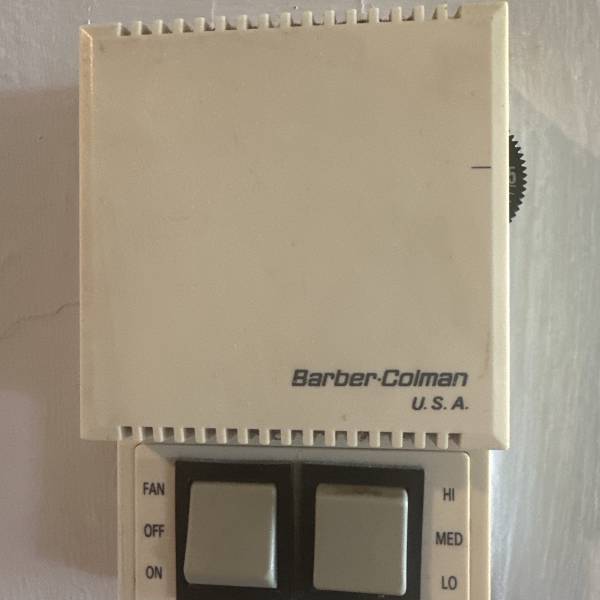 Barber·Colman
U.S.A.
FAN
OFF
ON
HI
MED
LO